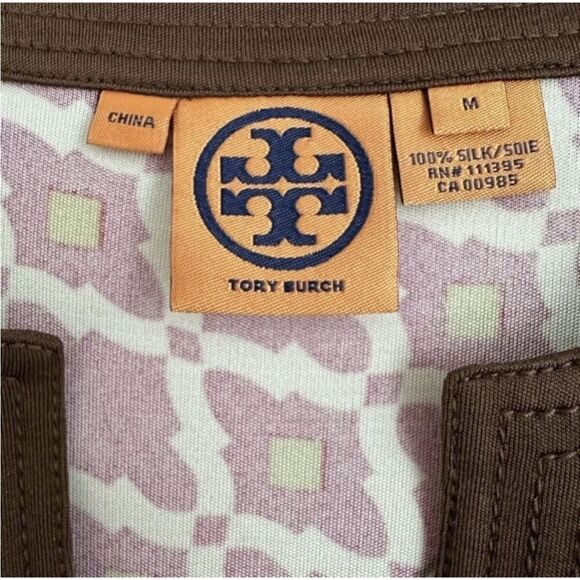 CHINA
TORY BURCH
M
100% SILK/SOIE
RN# 111395
CA 00985